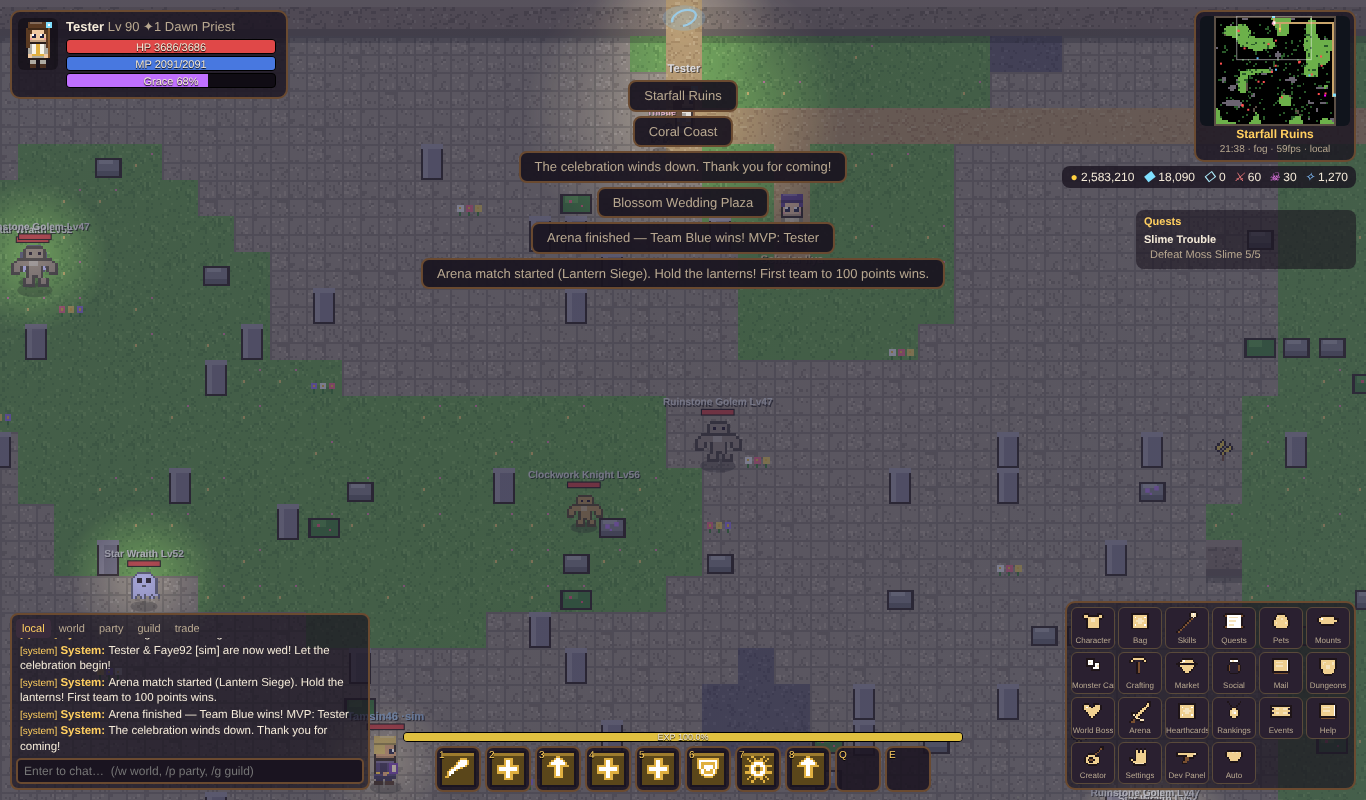 Tester Lv 90 ✦1 Dawn Priest
HP 3686/3686
MP 2091/2091
Grace 68%
Tester
Starfall Ruins
Coral Coast
The celebration winds down. Thank you for coming!
Blossom Wedding Plaza
Arena finished — Team Blue wins! MVP: Tester
Arena match started (Lantern Siege). Hold the lanterns! First team to 100 points wins.
Starfall Ruins
21:38 · fog · 59fps · local
2,583,210 18,090 0 60 30 1,270
Quests
Slime Trouble
Defeat Moss Slime 5/5
Ruinstone Golem Lv47
Clockwork Knight Lv56
Star Wraith Lv52
local world party guild trade
[system] System: Tester & Faye92 [sim] are now wed! Let the
celebration begin!
[system] System: Arena match started (Lantern Siege). Hold the
lanterns! First team to 100 points wins.
[system] System: Arena finished — Team Blue wins! MVP: Tester
[system] System: The celebration winds down. Thank you for
coming!
Enter to chat… (/w world, /p party, /g guild)
EXP 100.0%
1 2 3 4 5 6 7 8 Q E
Character Bag Skills Quests Pets Mounts
Monster Ca Crafting Market Social Mail Dungeons
World Boss Arena Hearthcards Rankings Events Help
Creator Settings Dev Panel Auto